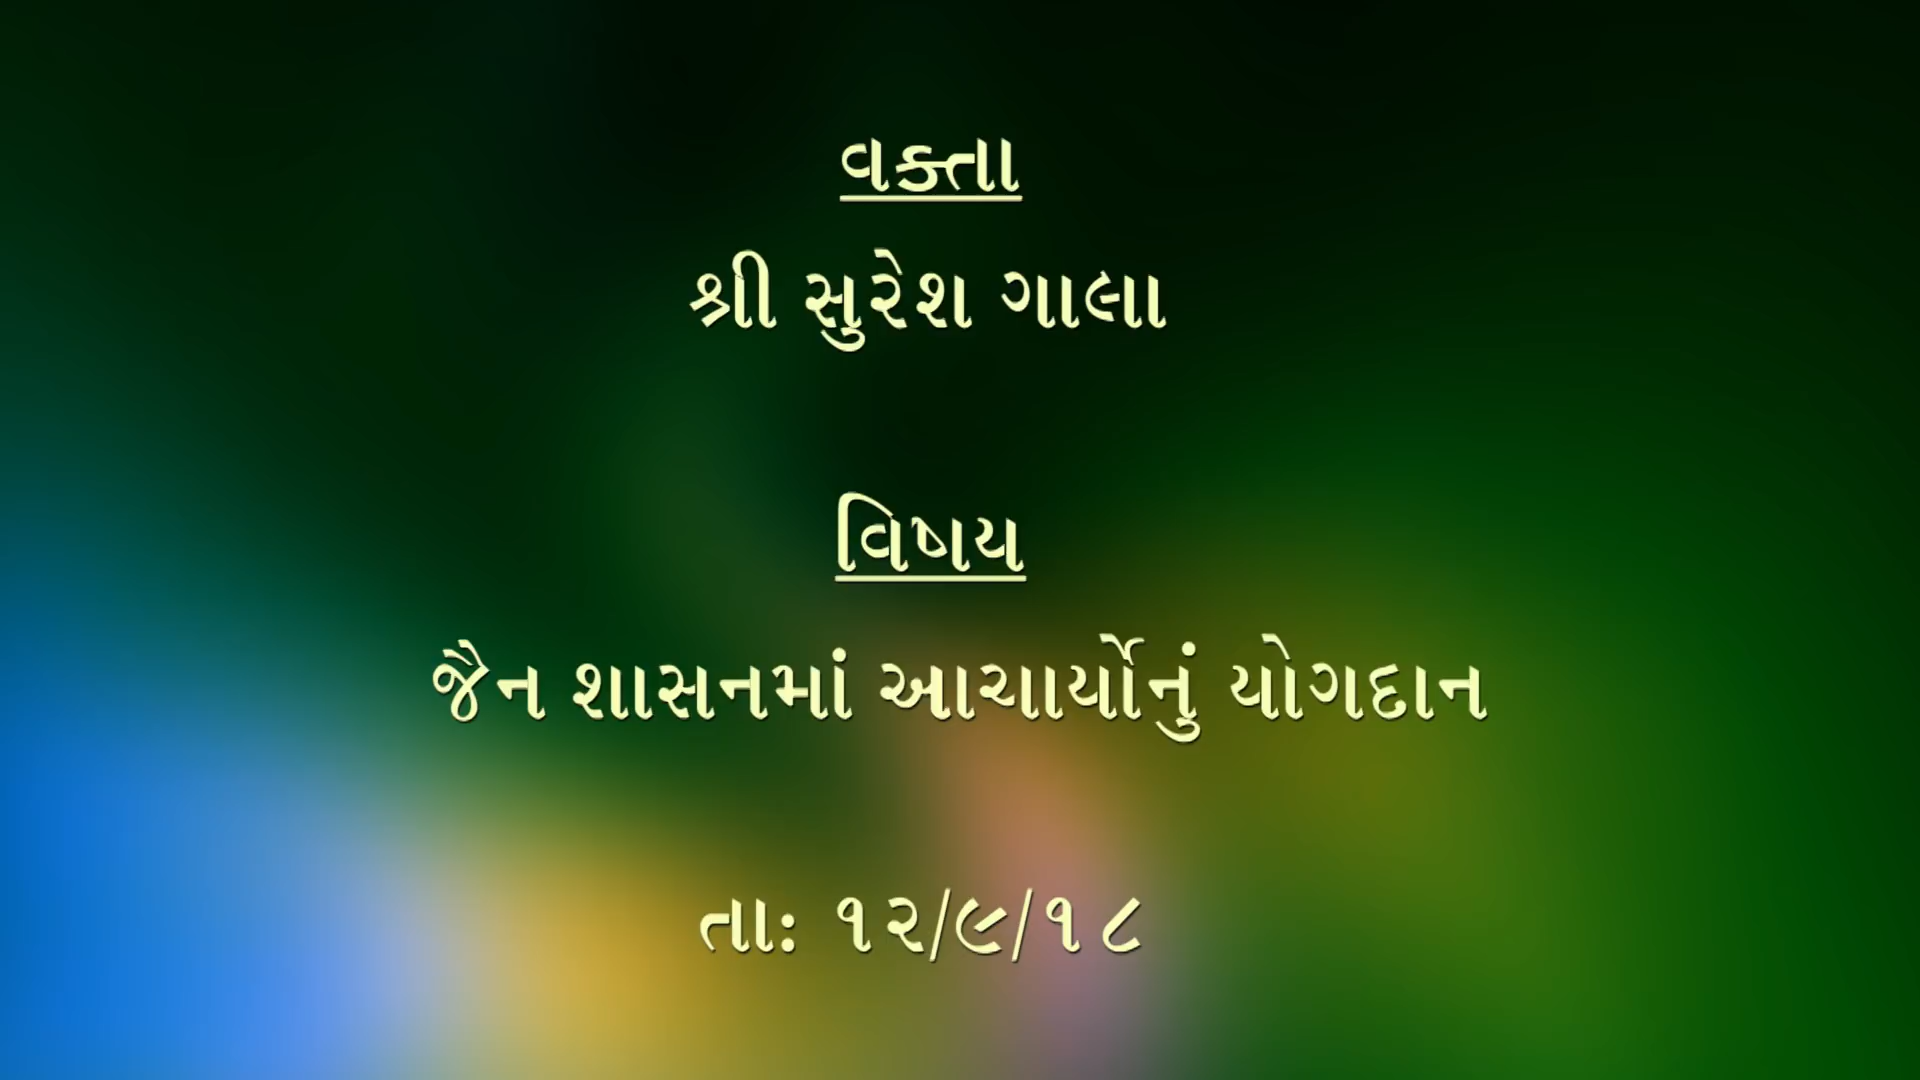 વક્તા
શ્રી સુરેશ ગાલા
વિષય
જૈન શાસનમાં આચાર્યોનું યોગદાન
તા: ૧૨/૯/૧૮